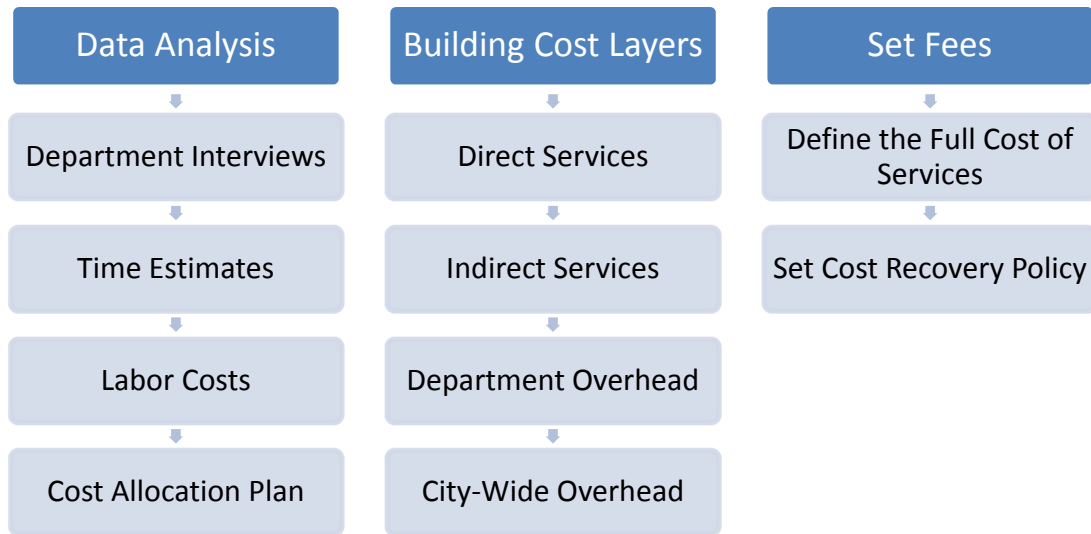 Data Analysis
Department Interviews
Time Estimates
Labor Costs
Cost Allocation Plan
Building Cost Layers
Direct Services
Indirect Services
Department Overhead
City-Wide Overhead
Set Fees
Define the Full Cost of
Services
Set Cost Recovery Policy